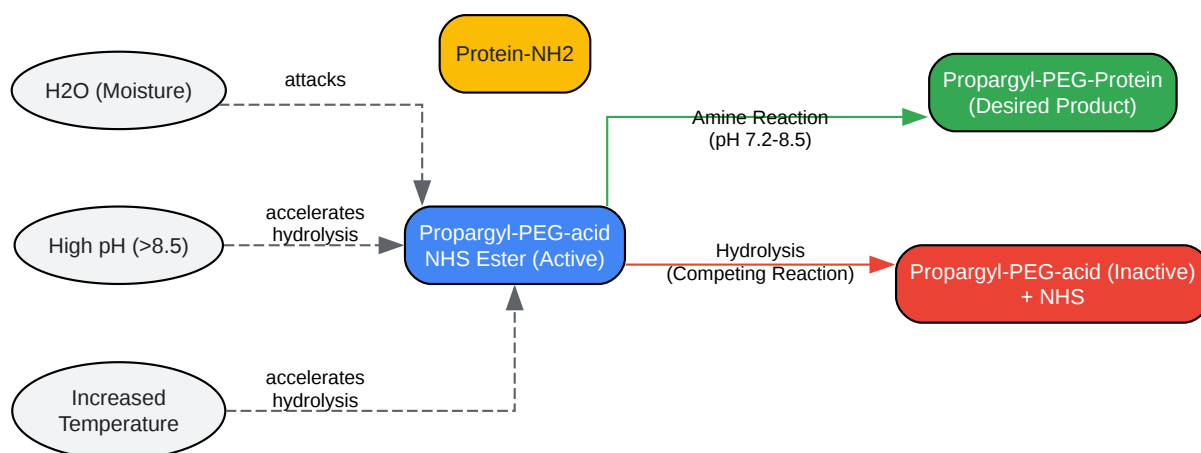 Protein-NH2
H2O (Moisture)
attacks
Propargyl-PEG-Protein
(Desired Product)
Amine Reaction
(pH 7.2-8.5)
High pH (>8.5)
accelerates
hydrolysis
Propargyl-PEG-acid
NHS Ester (Active)
Hydrolysis
(Competing Reaction)
Propargyl-PEG-acid (Inactive)
+ NHS
Increased
Temperature
accelerates
hydrolysis